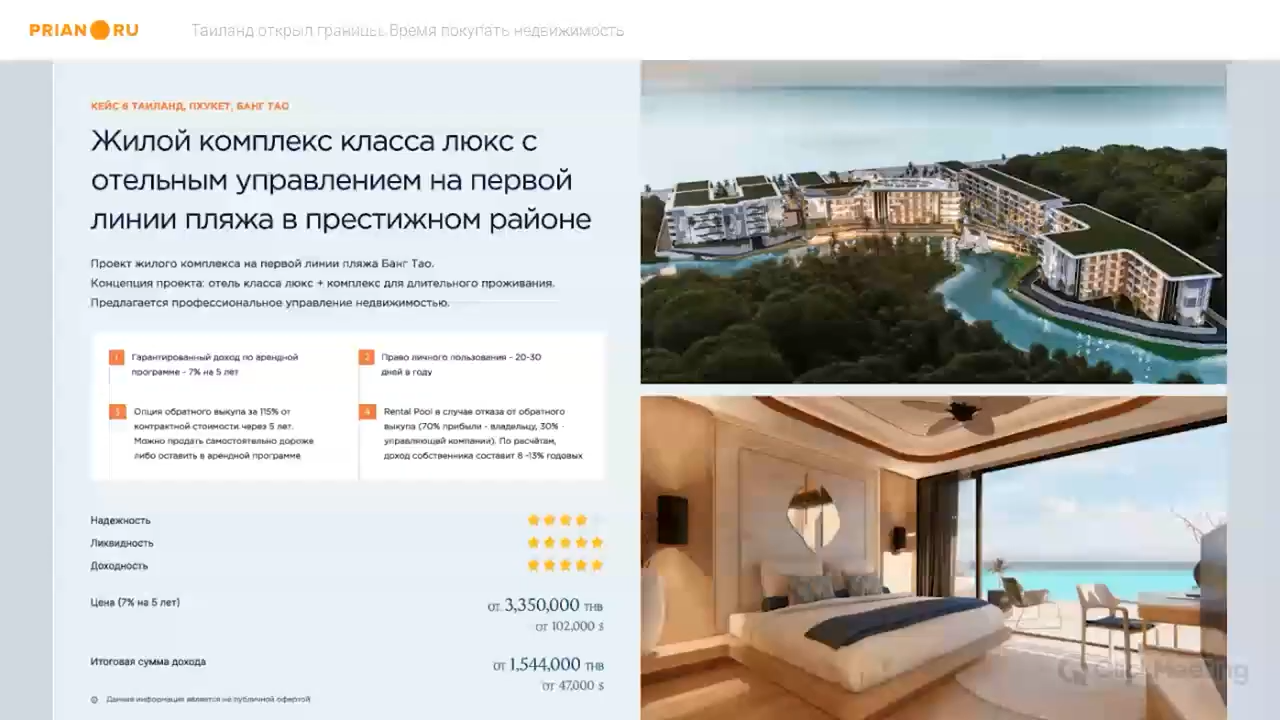 PRIAN RU
Таиланд открыл границы. Время покупать недвижимость
КЕЙС 6 ТАИЛАНД, ПХУКЕТ, БАНГ ТАО
Жилой комплекс класса люкс с
отельным управлением на первой
линии пляжа в престижном районе
Проект жилого комплекса на первой линии пляжа Банг Тао.
Концепция проекта: отель класса люкс + комплекс для длительного проживания.
Предлагается профессиональное управление недвижимостью.
1 Гарантированный доход по арендной
программе - 7% на 5 лет
2 Право личного пользования - 20-30
дней в году
3 Опция обратного выкупа за 115% от
контрактной стоимости через 5 лет.
Можно продать самостоятельно дороже
либо оставить в арендной программе
4 Rental Pool в случае отказа от обратного
выкупа (70% прибыли - владельцу, 30% -
управляющей компании). По расчётам,
доход собственника составит 8 -13% годовых
Надежность
Ликвидность
Доходность
Цена (7% на 5 лет)
от 3,350,000 THB
от 102,000 $
Итоговая сумма дохода
от 1,544,000 THB
от 47,000 $
Данная информация является не публичной офертой
ClickMeeting